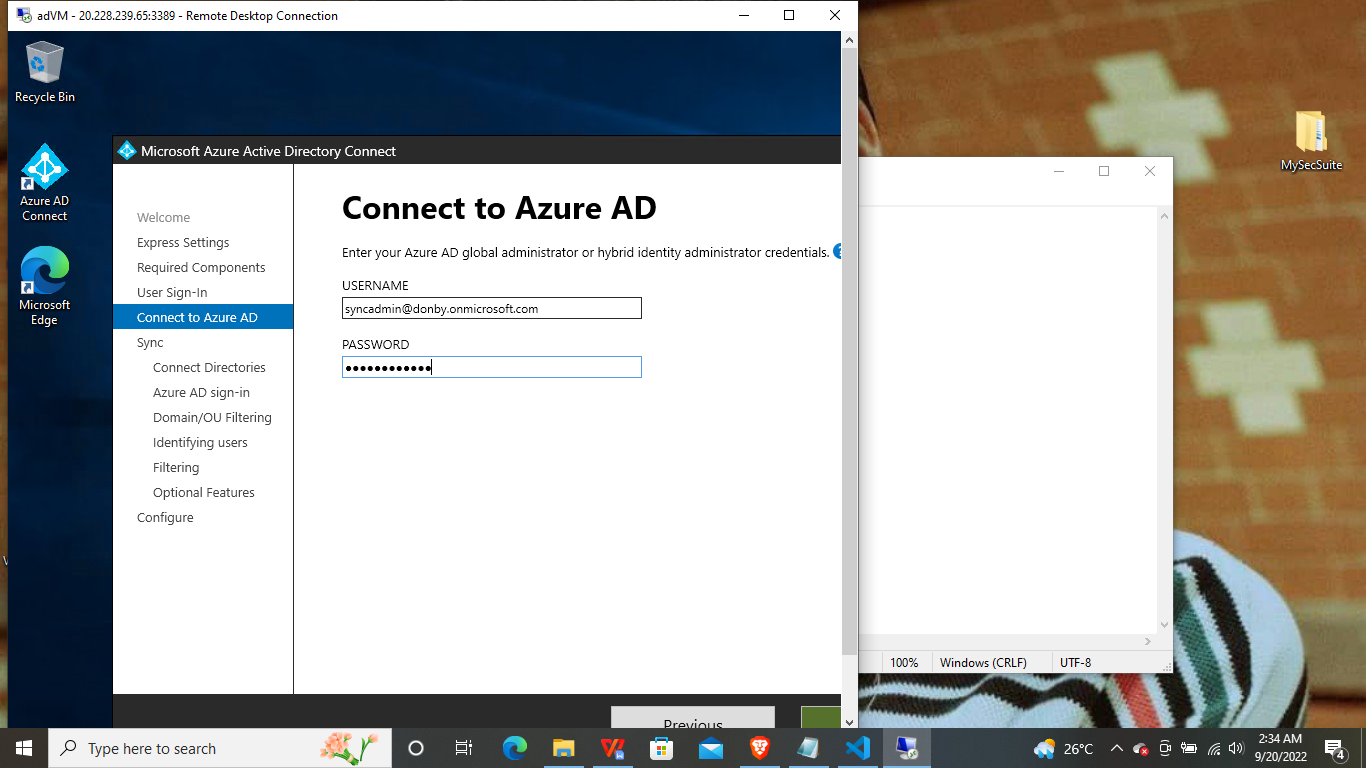 adVM - 20.228.239.65:3389 - Remote Desktop Connection
Recycle Bin
Azure AD
Connect
Microsoft
Edge
Microsoft Azure Active Directory Connect
Welcome
Express Settings
Required Components
User Sign-In
Connect to Azure AD
Sync
Connect Directories
Azure AD sign-in
Domain/OU Filtering
Identifying users
Filtering
Optional Features
Configure
Connect to Azure AD
Enter your Azure AD global administrator or hybrid identity administrator credentials. ?
USERNAME
syncadmin@donby.onmicrosoft.com
PASSWORD
••••••••••••
Previous
MySecSuite
100%
Windows (CRLF)
UTF-8
Type here to search
26°C
2:34 AM
9/20/2022
4